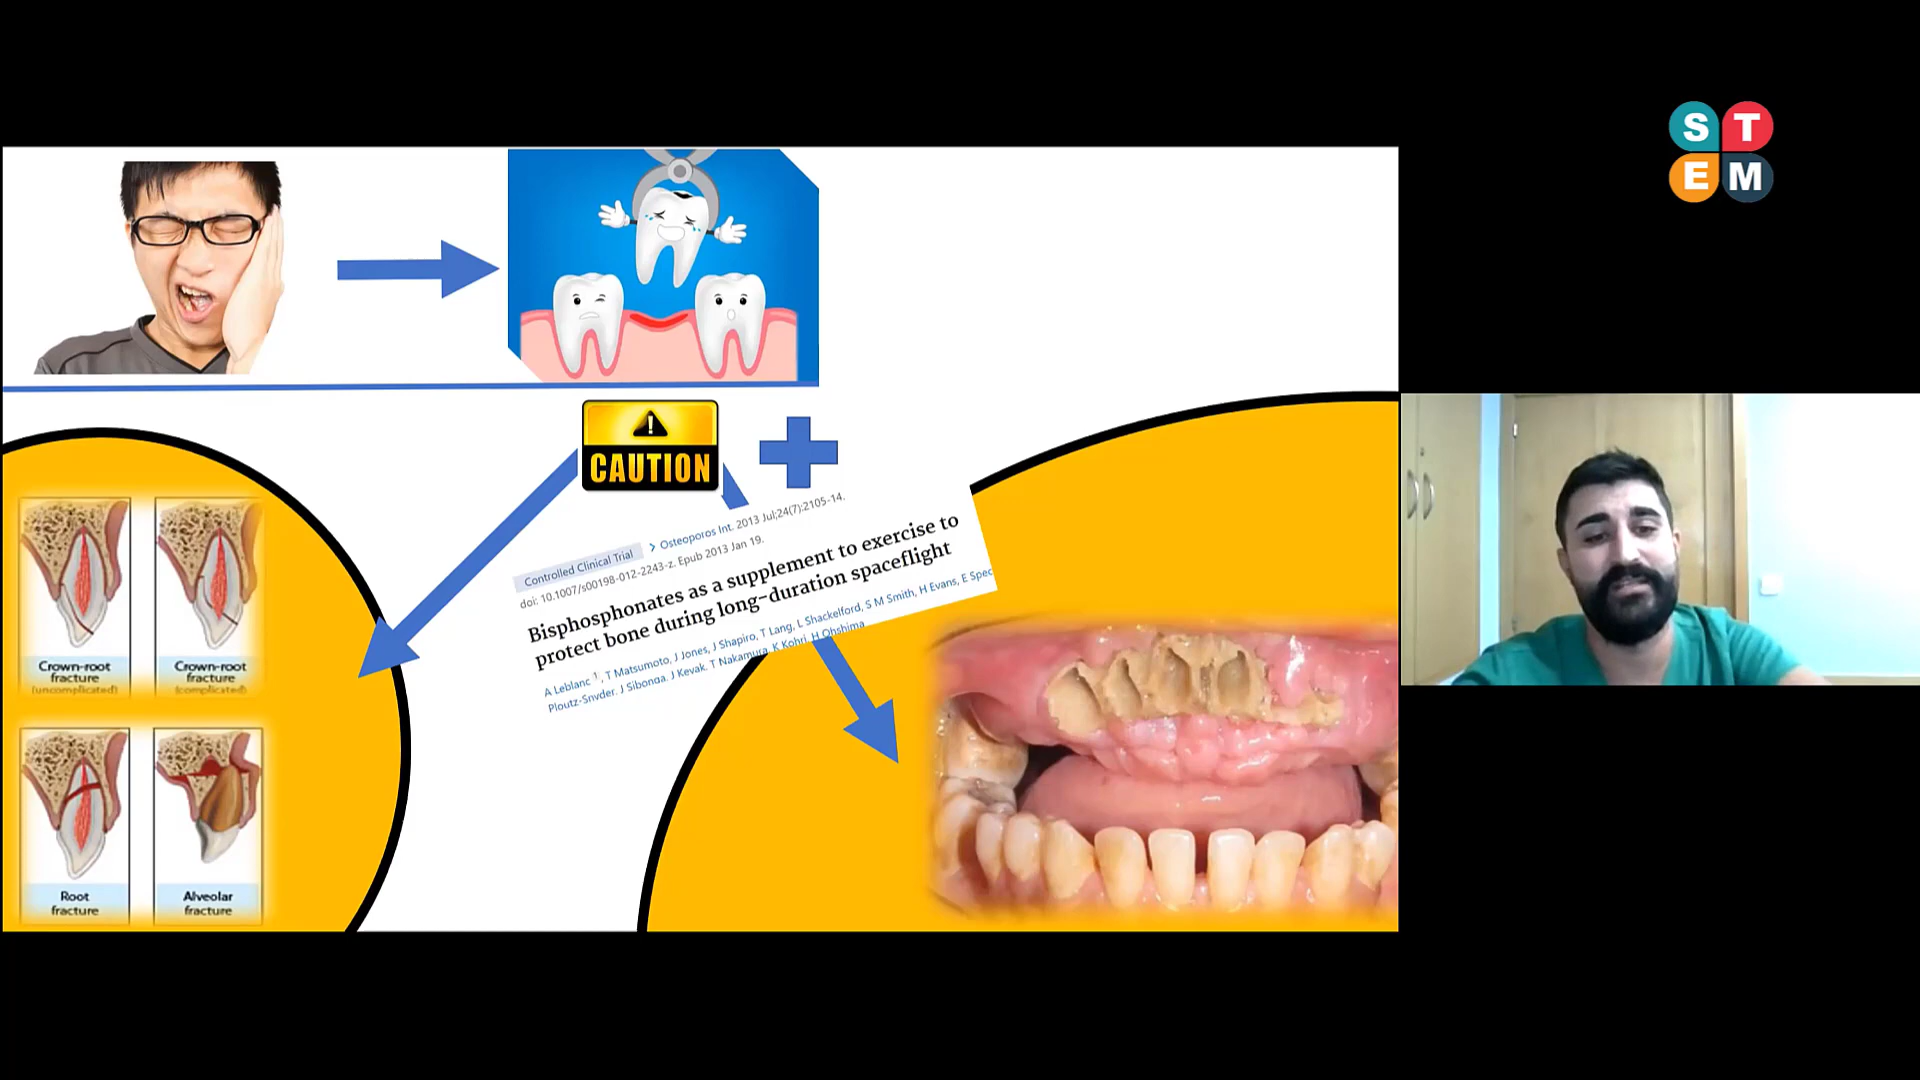 S T
E M
!
CAUTION
Controlled Clinical Trial > Osteoporos Int. 2013 Jul;24(7):2105-14.
doi: 10.1007/s00198-012-2243-z. Epub 2013 Jan 19.
Bisphosphonates as a supplement to exercise to
protect bone during long-duration spaceflight
A Leblanc 1, T Matsumoto, J Jones, J Shapiro, T Lang, L Shackelford, S M Smith, H Evans, E Spec
Ploutz-Snyder, J Sibonga, J Keyak, T Nakamura, K Kohri, H Ohshima
Crown-root
fracture
(uncomplicated)
Crown-root
fracture
(complicated)
Root
fracture
Alveolar
fracture